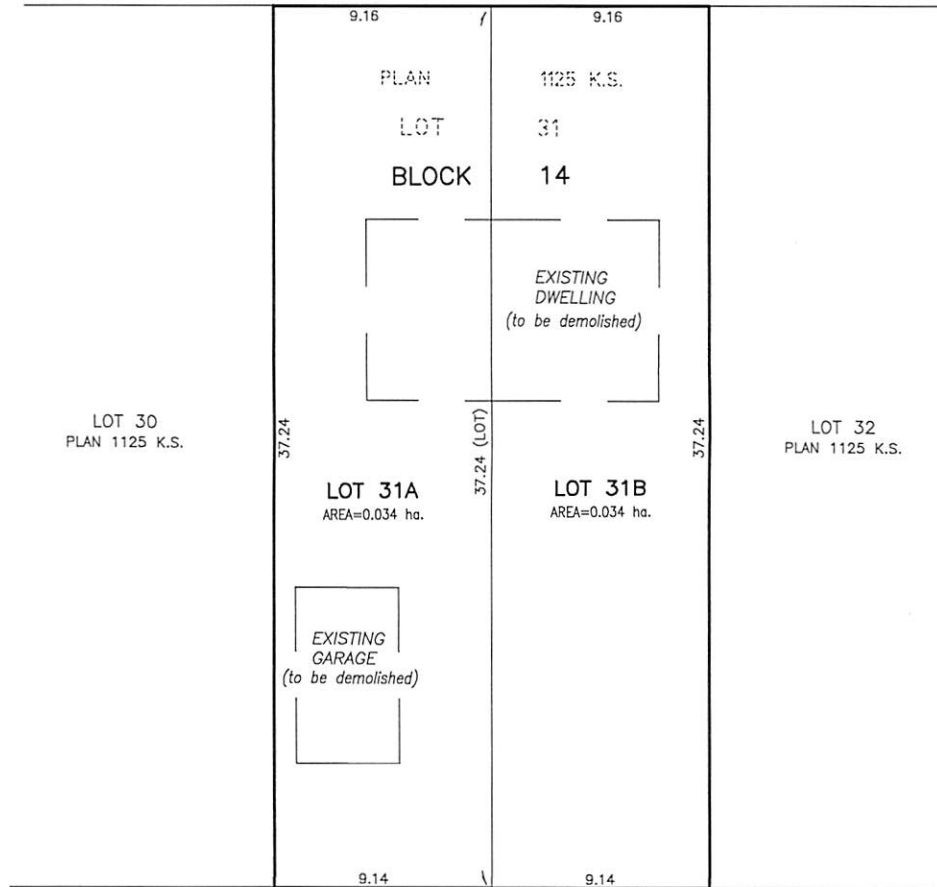 9.16 9.16
PLAN 1125 K.S.
LOT 31
BLOCK 14
EXISTING
DWELLING
(to be demolished)
LOT 30
PLAN 1125 K.S.
37.24
37.24 (LOT)
37.24
LOT 32
PLAN 1125 K.S.
LOT 31A
AREA=0.034 ha.
LOT 31B
AREA=0.034 ha.
EXISTING
GARAGE
(to be demolished)
9.14 9.14